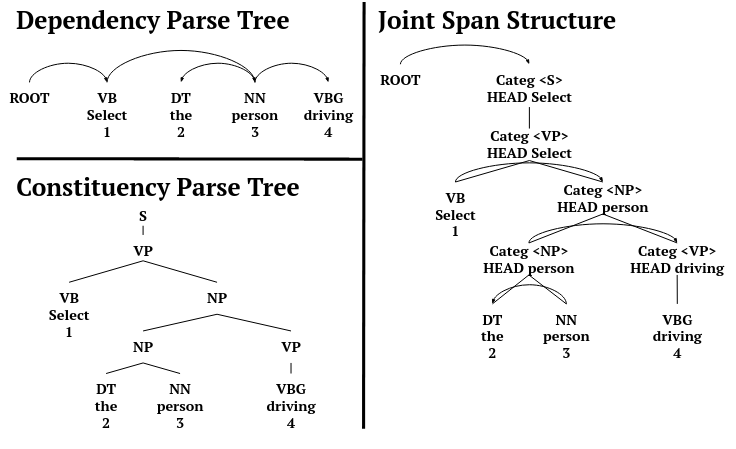 Dependency Parse Tree
ROOT VB DT NN VBG
Select the person driving
1 2 3 4
Constituency Parse Tree
S
VP
VB NP
Select
1
NP VP
DT NN VBG
the person driving
2 3 4
Joint Span Structure
ROOT Categ <S>
HEAD Select
Categ <VP>
HEAD Select
VB Categ <NP>
Select HEAD person
1
Categ <NP> Categ <VP>
HEAD person HEAD driving
DT NN VBG
the person driving
2 3 4